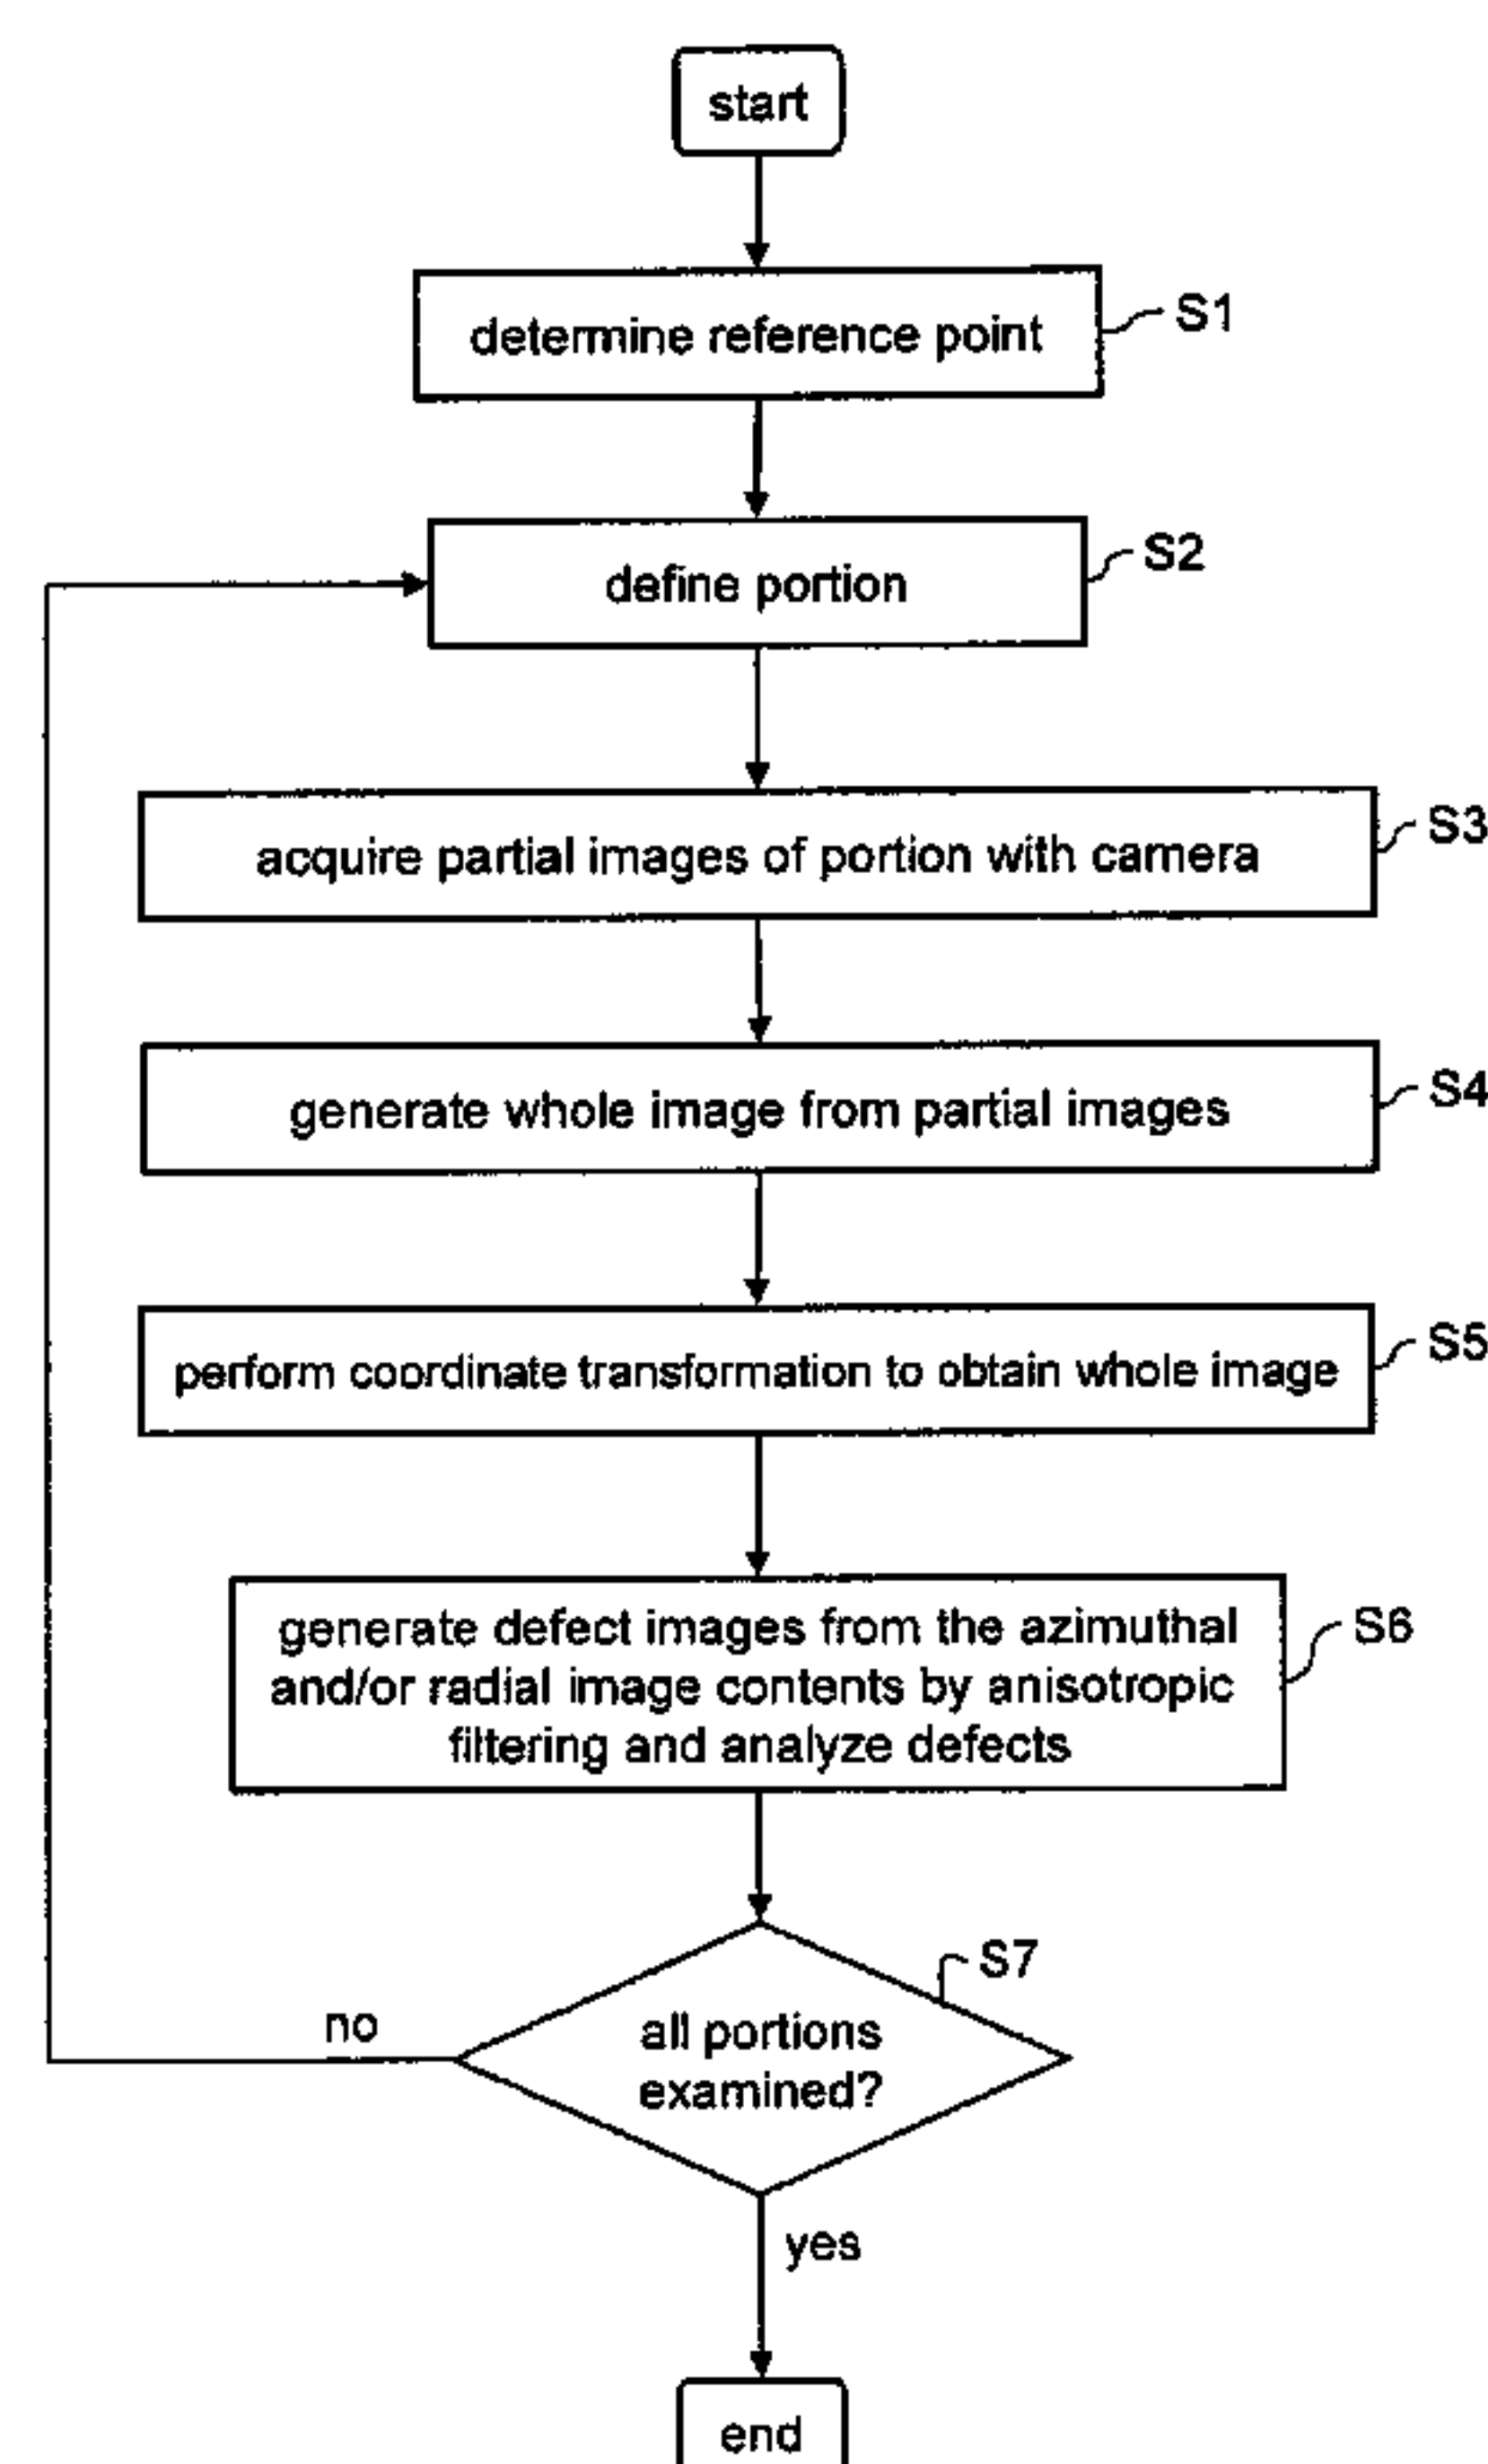 start
determine reference point
S1
define portion
S2
acquire partial images of portion with camera
S3
generate whole image from partial images
S4
perform coordinate transformation to obtain whole image
S5
generate defect images from the azimuthal
and/or radial image contents by anisotropic
filtering and analyze defects
S6
S7
all portions
examined?
no
yes
end